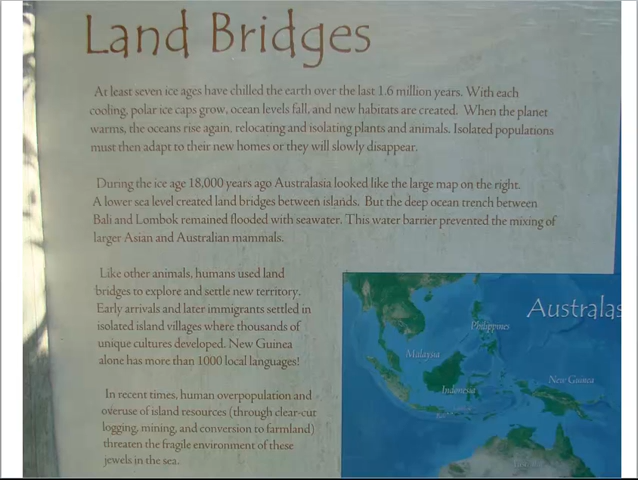 Land Bridges
At least seven ice ages have chilled the earth over the last 1.6 million years. With each
cooling, polar ice caps grow, ocean levels fall, and new habitats are created. When the planet
warms, the oceans rise again, relocating and isolating plants and animals. Isolated populations
must then adapt to their new homes or they will slowly disappear.
During the ice age 18,000 years ago Australasia looked like the large map on the right.
A lower sea level created land bridges between islands. But the deep ocean trench between
Bali and Lombok remained flooded with seawater. This water barrier prevented the mixing of
larger Asian and Australian mammals.
Like other animals, humans used land
bridges to explore and settle new territory.
Early arrivals and later immigrants settled in
isolated island villages where thousands of
unique cultures developed. New Guinea
alone has more than 1000 local languages!
In recent times, human overpopulation and
overuse of island resources (through clear-cut
logging, mining, and conversion to farmland)
threaten the fragile environment of these
jewels in the sea.
Australas
Philippines
Malaysia
New Guinea
Indonesia